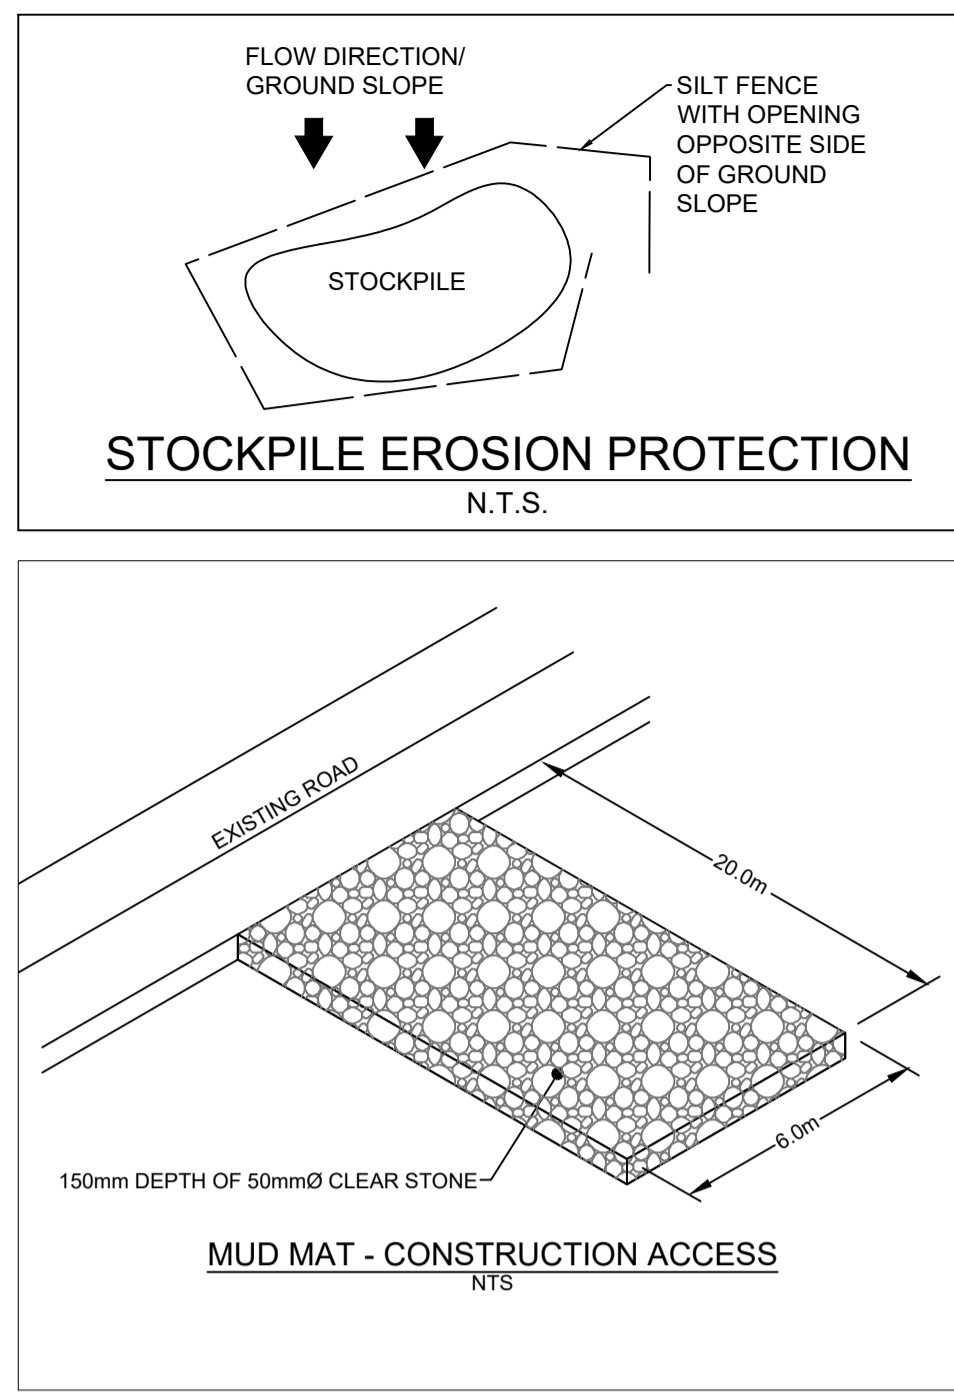 FLOW DIRECTION/
GROUND SLOPE
SILT FENCE
WITH OPENING
OPPOSITE SIDE
OF GROUND
SLOPE
STOCKPILE
STOCKPILE EROSION PROTECTION
N.T.S.
EXISTING ROAD
20.0m
6.0m
150mm DEPTH OF 50mmØ CLEAR STONE
MUD MAT - CONSTRUCTION ACCESS
NTS